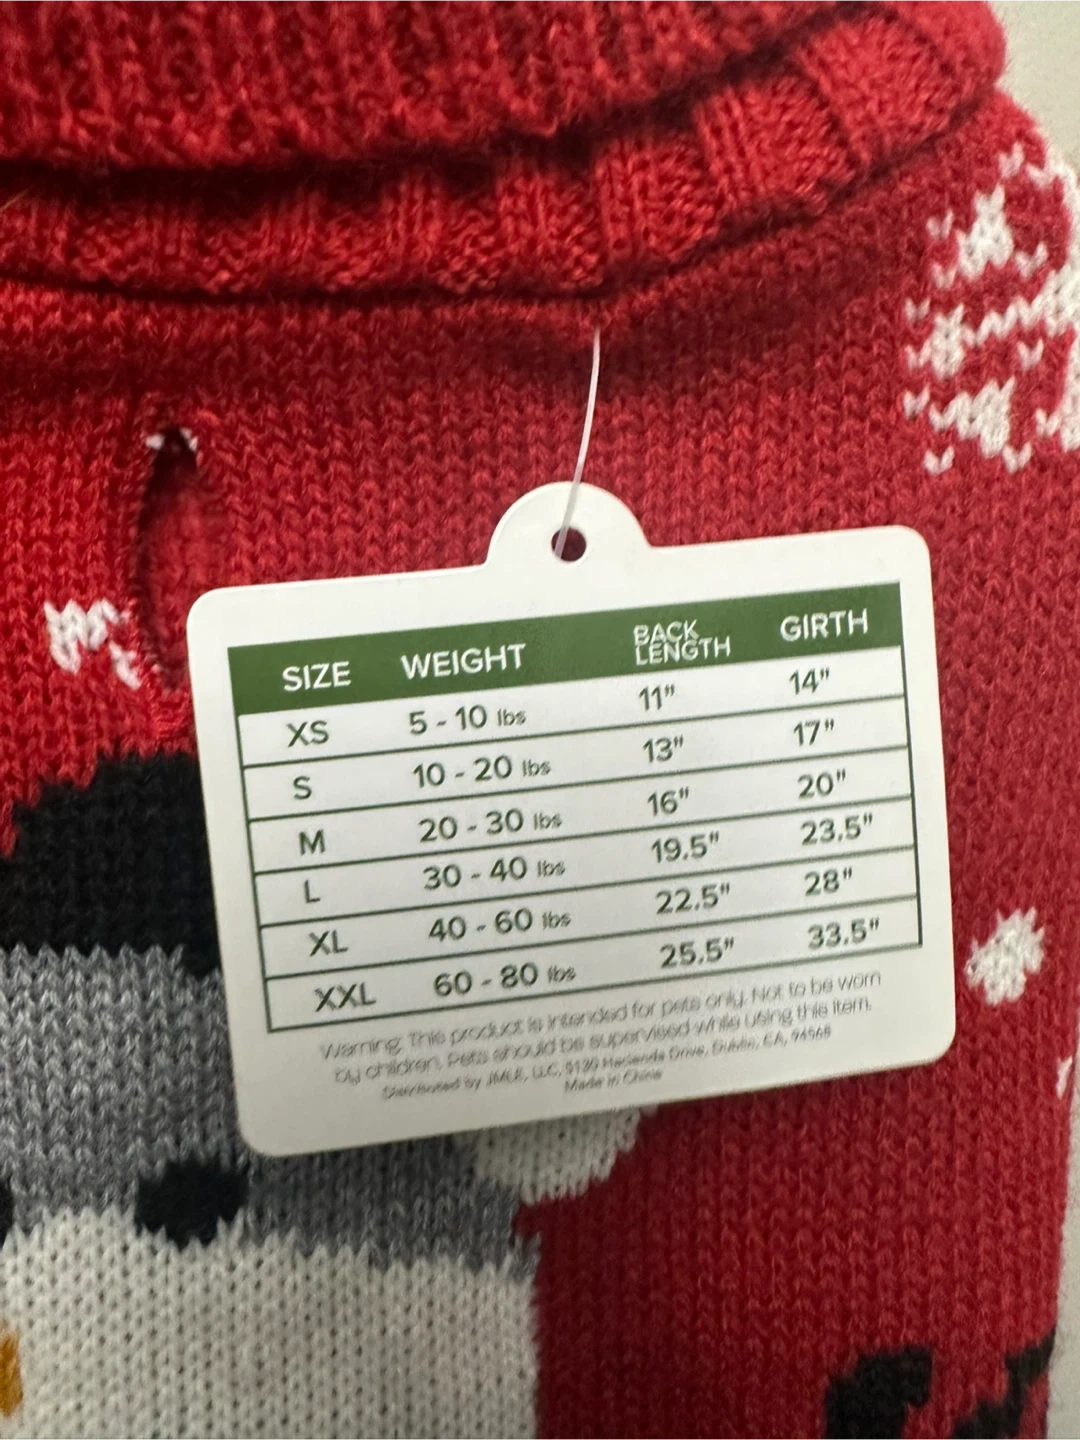 SIZE WEIGHT BACK LENGTH GIRTH
XS 5 - 10 lbs 11" 14"
S 10 - 20 lbs 13" 17"
M 20 - 30 lbs 16" 20"
L 30 - 40 lbs 19.5" 23.5"
XL 40 - 60 lbs 22.5" 28"
XXL 60 - 80 lbs 25.5" 33.5"
Warning: This product is intended for pets only. Not to be worn
by children. Pets should be supervised while using this item.
Distributed by LLC, Hacienda Drive, Dublin, CA, 94568
Made in China